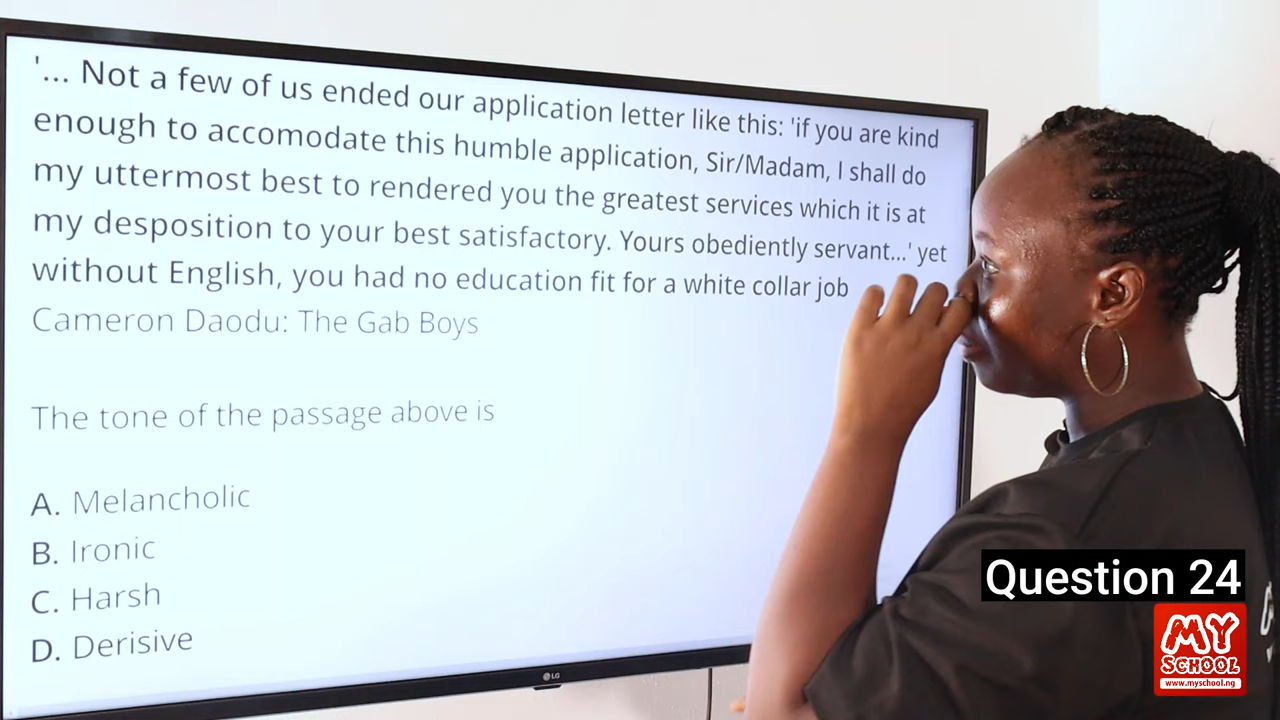 '... Not a few of us ended our application letter like this: 'if you are kind
enough to accomodate this humble application, Sir/Madam, I shall do
my uttermost best to rendered you the greatest services which it is at
my desposition to your best satisfactory. Yours obediently servant...' yet
without English, you had no education fit for a white collar job
Cameron Daodu: The Gab Boys
The tone of the passage above is
A. Melancholic
B. Ironic
C. Harsh
D. Derisive
LG
Question 24
MY
SCHOOL
www.myschool.ng